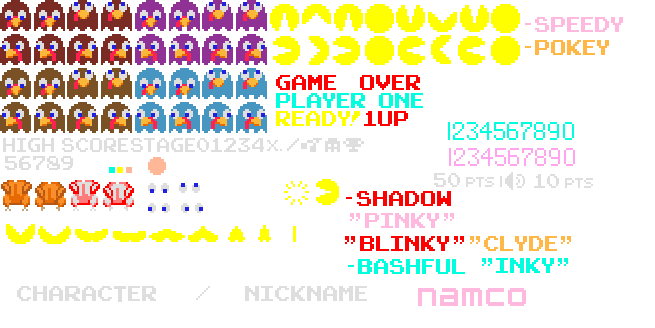 -SPEEDY
-POKEY
GAME OVER
PLAYER ONE
READY! 1UP
1234567890
HIGH SCORESTAGE01234X./-
1234567890
56789
50 PTS 10 PTS
-SHADOW
"PINKY"
"BLINKY" "CLYDE"
-BASHFUL "INKY"
CHARACTER / NICKNAME
namco